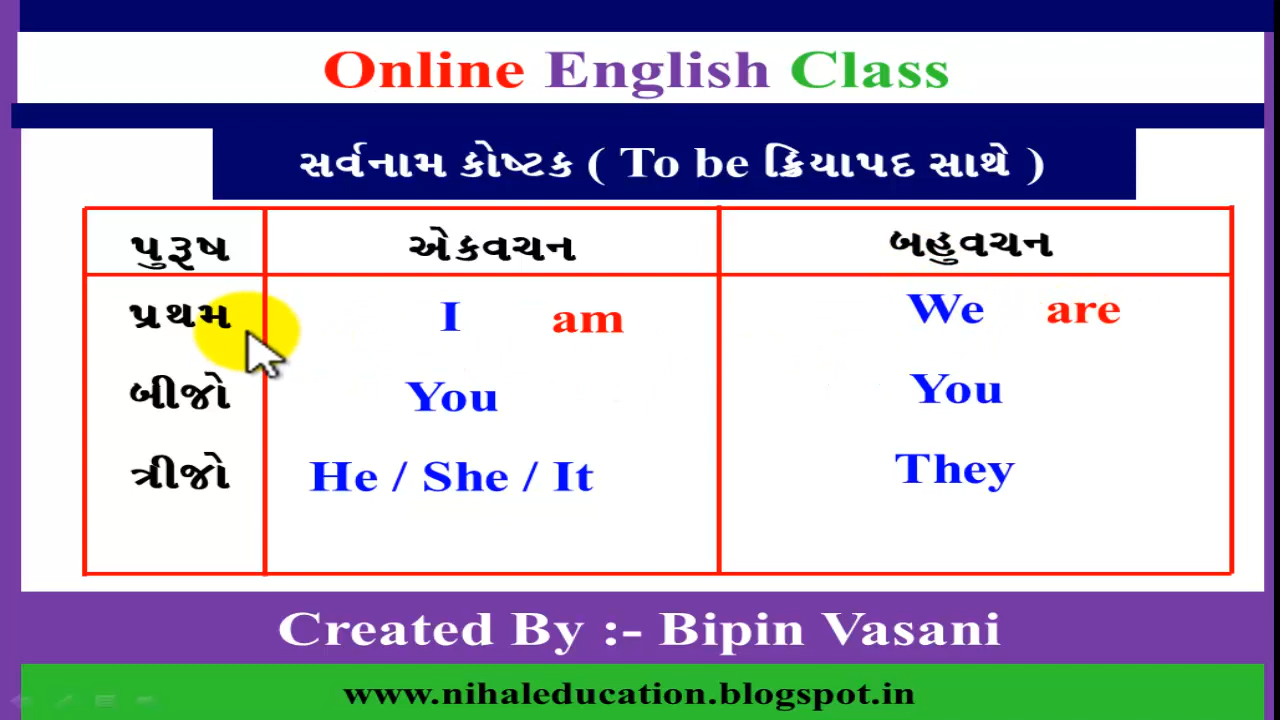 Online English Class
સર્વનામ કોષ્ટક ( To be ક્રિયાપદ સાથે )
પુરૂષ એકવચન બહુવચન
પ્રથમ I am We are
બીજો You You
ત્રીજો He / She / It They
Created By :- Bipin Vasani
www.nihaleducation.blogspot.in